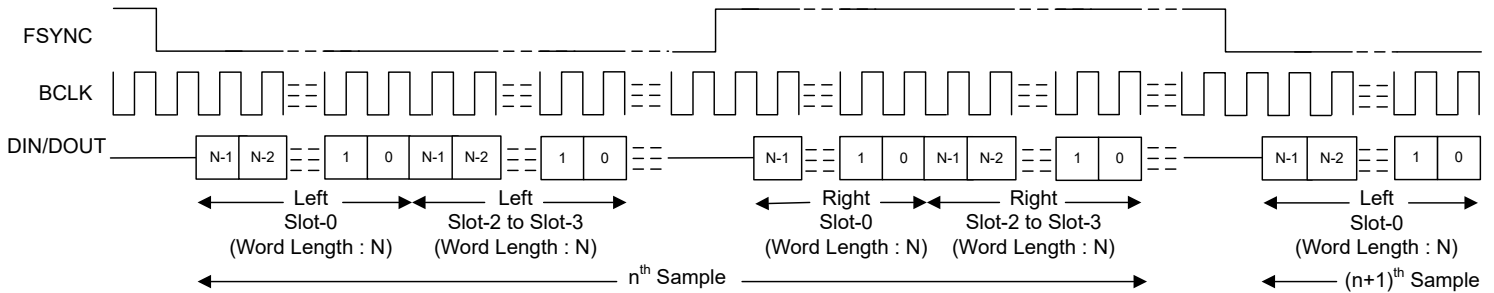 FSYNC
BCLK
DIN/DOUT
N-1 N-2 1 0 N-1 N-2 1 0 N-1 1 0 N-1 N-2 1 0 N-1 N-2 1 0
Left Left Right Right Left
Slot-0 Slot-2 to Slot-3 Slot-0 Slot-2 to Slot-3 Slot-0
(Word Length : N) (Word Length : N) (Word Length : N) (Word Length : N) (Word Length : N)
nth Sample (n+1)th Sample